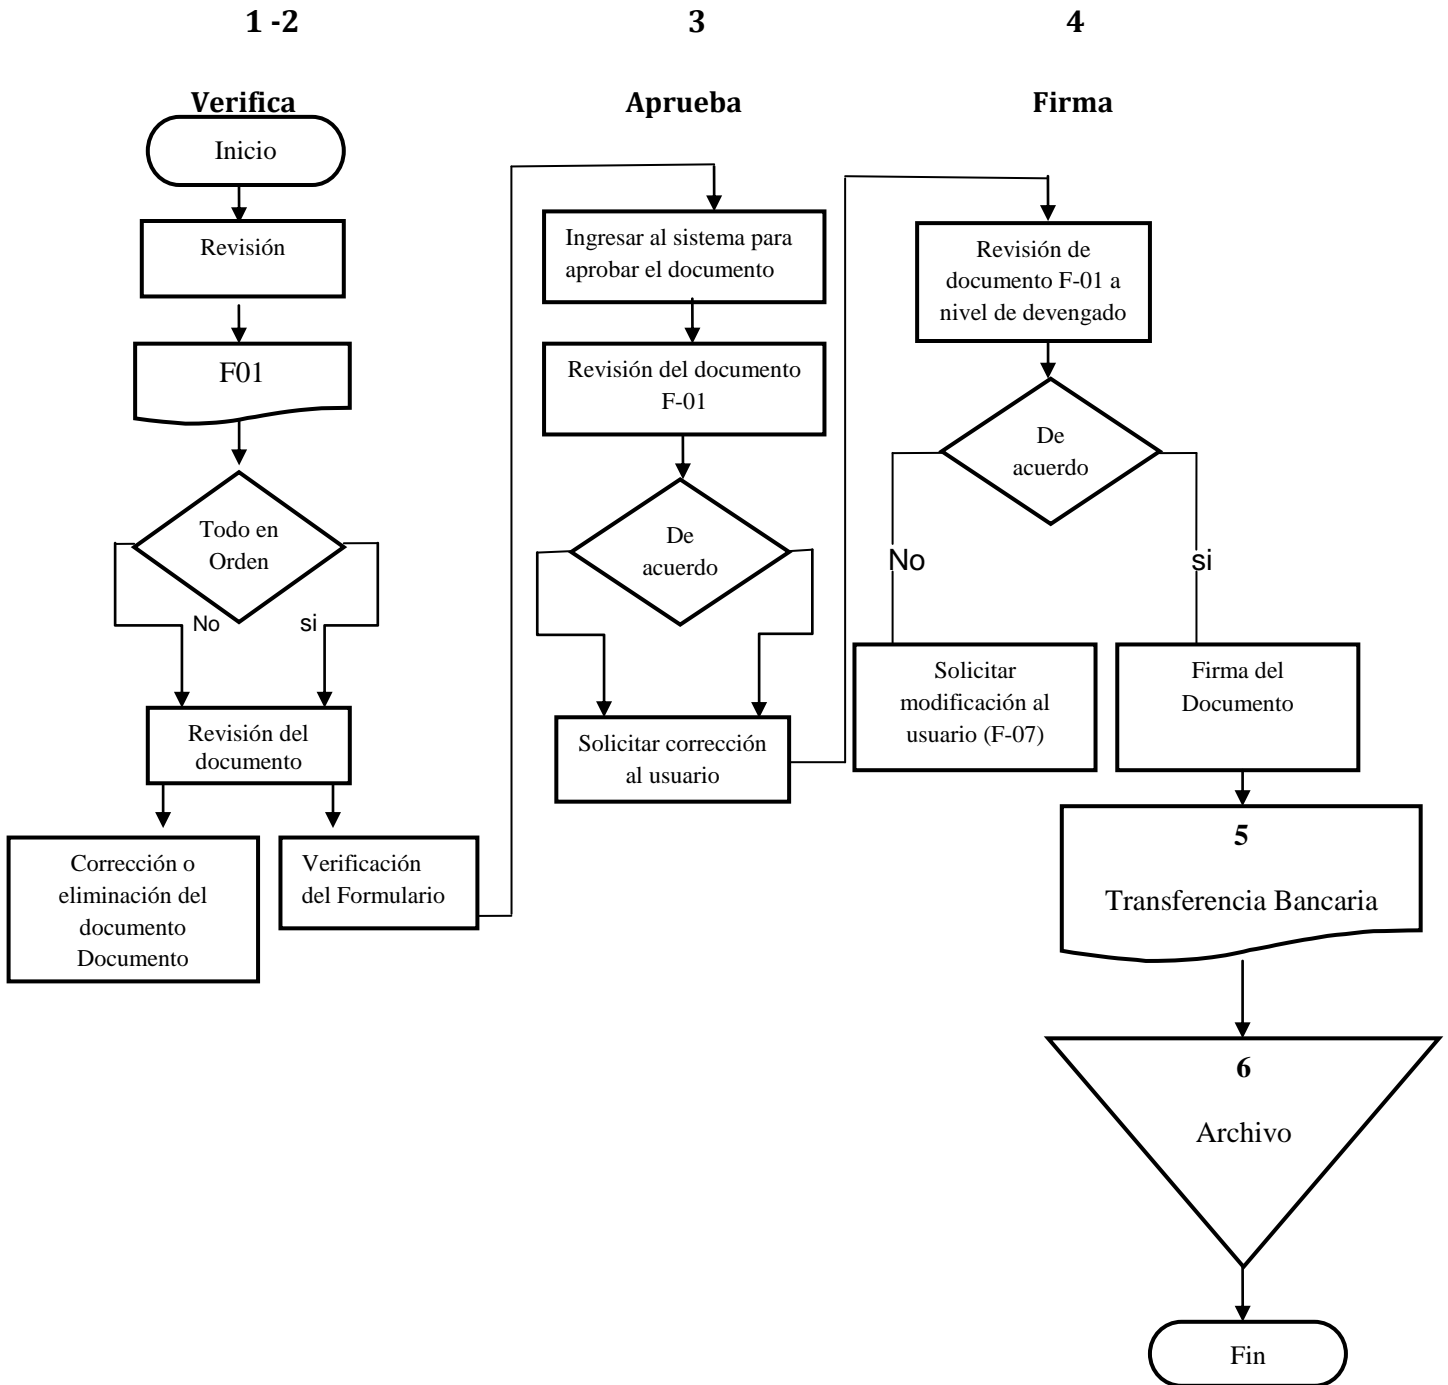 1 -2
3
4
Verifica
Aprueba
Firma
Inicio
Revisión
F01
Todo en
Orden
No
si
Revisión del
documento
Corrección o
eliminación del
documento
Documento
Verificación
del Formulario
Ingresar al sistema para
aprobar el documento
Revisión del documento
F-01
De
acuerdo
Solicitar corrección
al usuario
Revisión de
documento F-01 a
nivel de devengado
De
acuerdo
No
si
Solicitar
modificación al
usuario (F-07)
Firma del
Documento
5
Transferencia Bancaria
6
Archivo
Fin